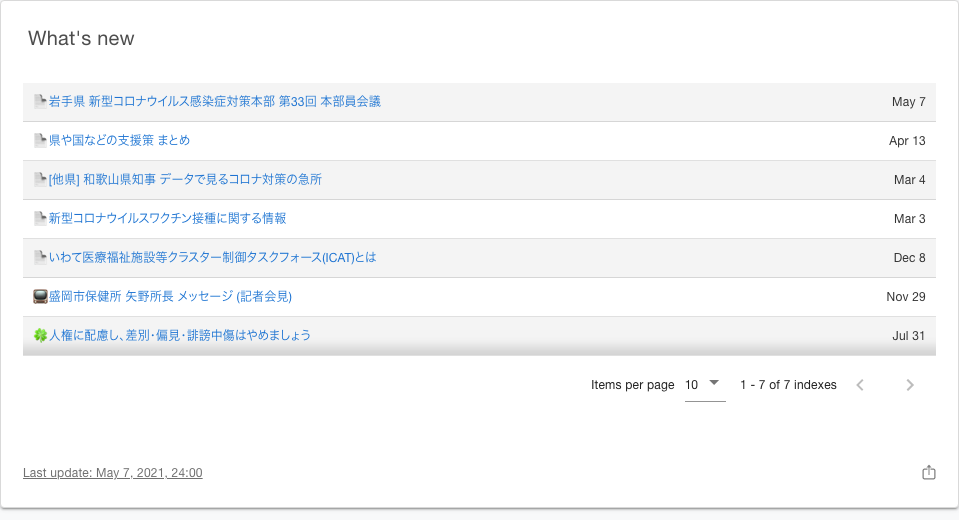 What's new
岩手県 新型コロナウイルス感染症対策本部 第33回 本部員会議 May 7
県や国などの支援策 まとめ Apr 13
[他県] 和歌山県知事 データで見るコロナ対策の急所 Mar 4
新型コロナウイルスワクチン接種に関する情報 Mar 3
いわて医療福祉施設等クラスター制御タスクフォース(ICAT)とは Dec 8
盛岡市保健所 矢野所長 メッセージ (記者会見) Nov 29
人権に配慮し、差別・偏見・誹謗中傷はやめましょう Jul 31
Items per page 10 1 - 7 of 7 indexes
Last update: May 7, 2021, 24:00